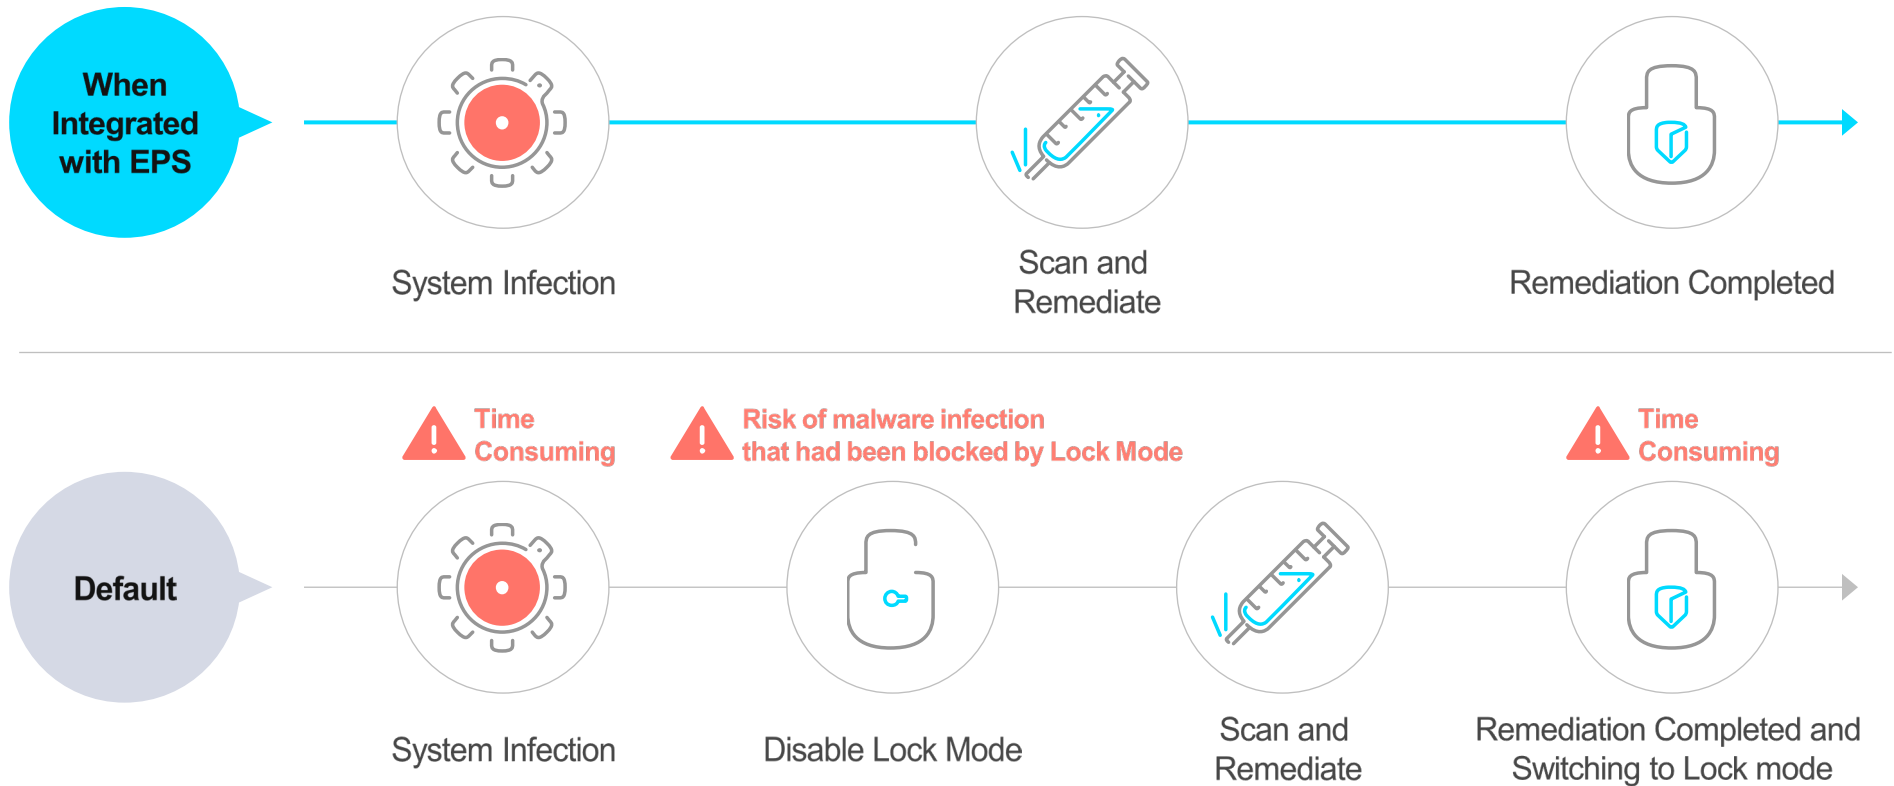 When
Integrated
with EPS
System Infection
Scan and
Remediate
Remediation Completed
Time
Consuming
Risk of malware infection
that had been blocked by Lock Mode
Time
Consuming
Default
System Infection
Disable Lock Mode
Scan and
Remediate
Remediation Completed and
Switching to Lock mode